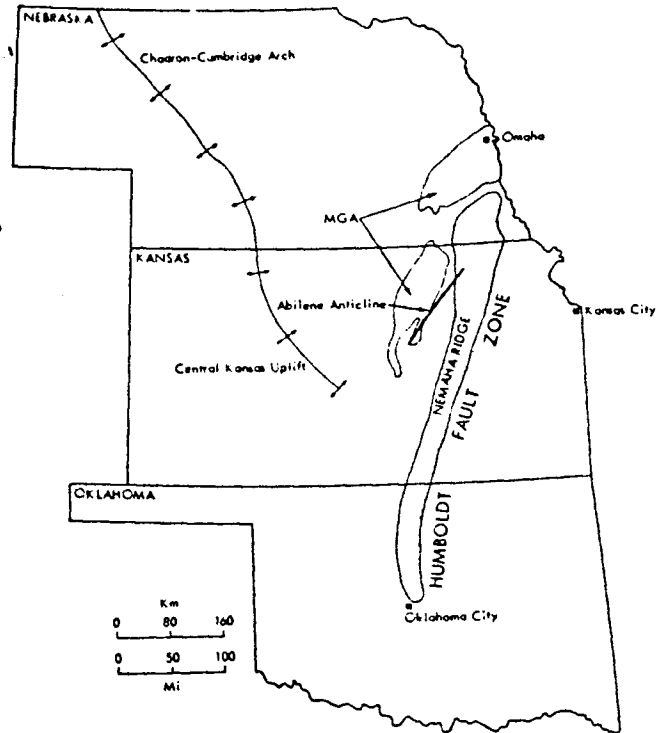 NEBRASKA
Chadron-Cumbridge Arch
Omaha
MGA
KANSAS
Abilene Anticline
Kansas City
Central Kansas Uplift
NEMAHA RIDGE
HUMBOLDT FAULT ZONE
OKLAHOMA
Oklahoma City
Km
0 80 160
0 50 100
Mi